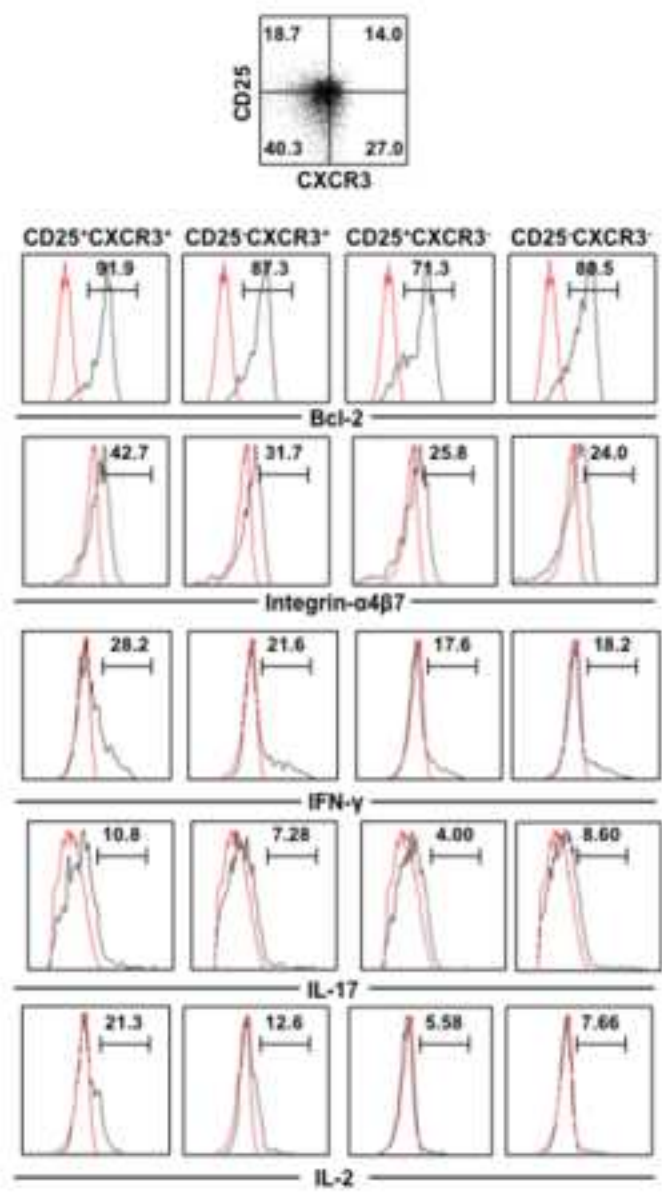 18.7 14.0
CD25
40.3 27.0
CXCR3
CD25⁺CXCR3⁺ CD25⁻CXCR3⁺ CD25⁺CXCR3⁻ CD25⁻CXCR3⁻
91.9 87.3 71.3 88.5
Bcl-2
42.7 31.7 25.8 24.0
Integrin-α4β7
28.2 21.6 17.6 18.2
IFN-γ
10.8 7.28 4.00 8.60
IL-17
21.3 12.6 5.58 7.66
IL-2